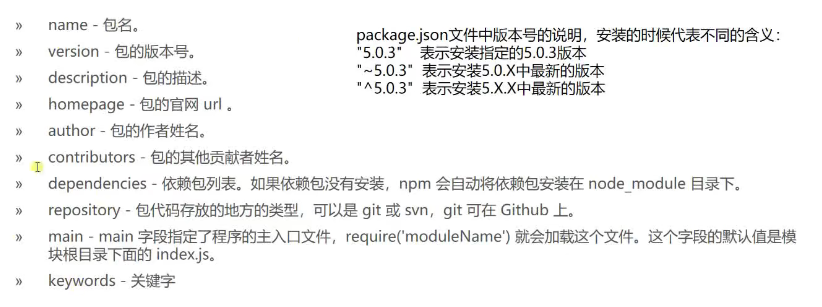 » name - 包名。
» version - 包的版本号。
» description - 包的描述。
» homepage - 包的官网 url 。
» author - 包的作者姓名。
» contributors - 包的其他贡献者姓名。
» dependencies - 依赖包列表。如果依赖包没有安装，npm 会自动将依赖包安装在 node_module 目录下。
» repository - 包代码存放的地方的类型，可以是 git 或 svn，git 可在 Github 上。
» main - main 字段指定了程序的主入口文件，require('moduleName') 就会加载这个文件。这个字段的默认值是模
块根目录下面的 index.js。
» keywords - 关键字
package.json文件中版本号的说明，安装的时候代表不同的含义：
"5.0.3" 表示安装指定的5.0.3版本
"~5.0.3" 表示安装5.0.X中最新的版本
"^5.0.3" 表示安装5.X.X中最新的版本